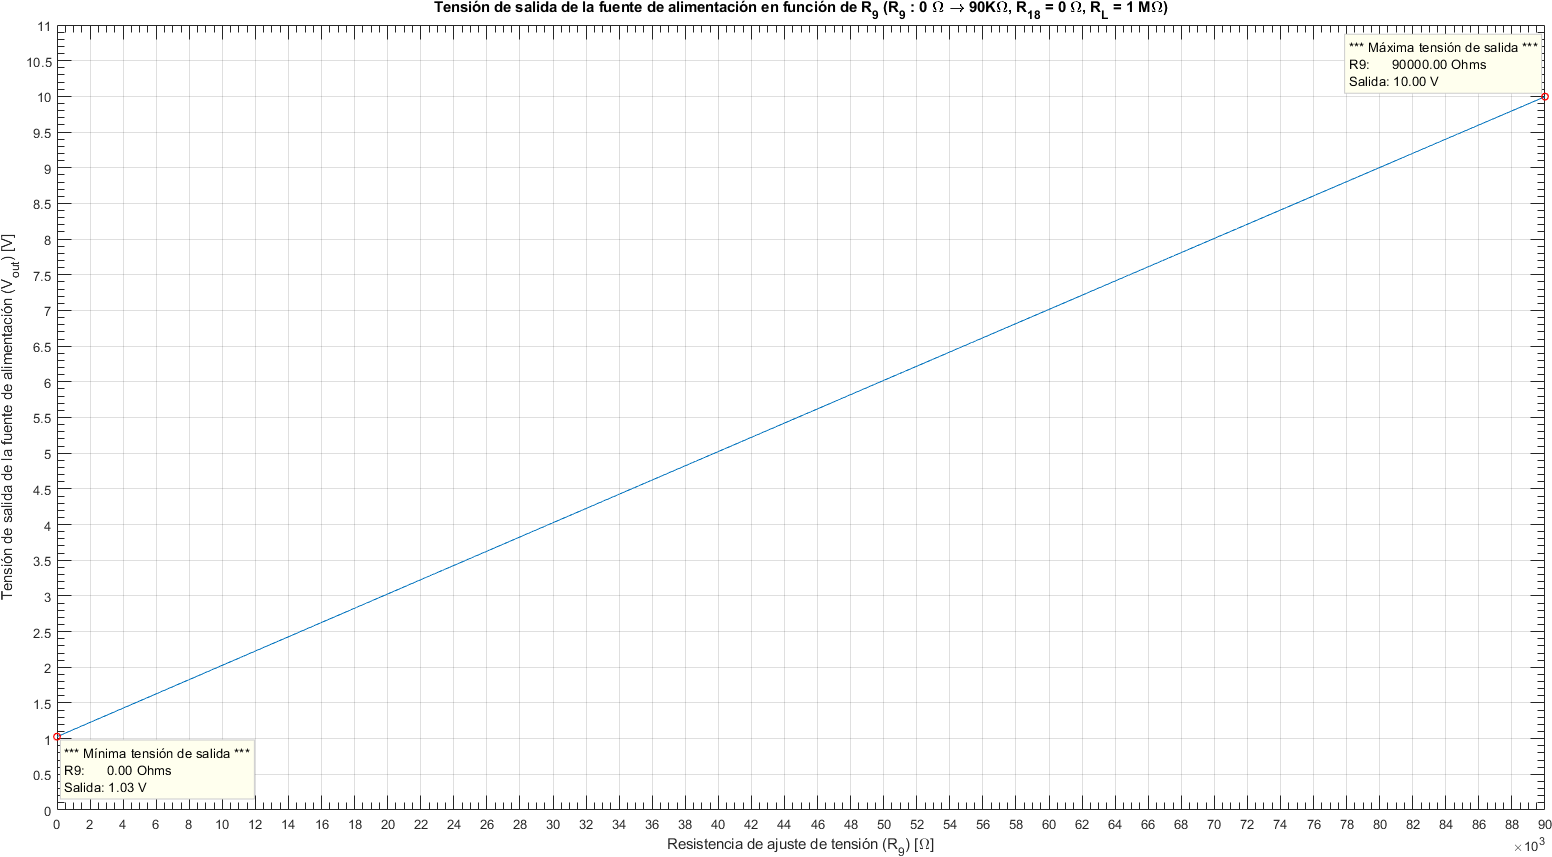 Tensión de salida de la fuente de alimentación en función de R9 (R9 : 0 Ω → 90KΩ, R18 = 0 Ω, RL = 1 MΩ)
*** Máxima tensión de salida ***
R9: 90000.00 Ohms
Salida: 10.00 V
11
10.5
10
9.5
9
8.5
8
7.5
7
6.5
6
5.5
5
4.5
4
3.5
3
2.5
2
1.5
1
0.5
0
Tensión de salida de la fuente de alimentación (Vout) [V]
*** Mínima tensión de salida ***
R9: 0.00 Ohms
Salida: 1.03 V
0 2 4 6 8 10 12 14 16 18 20 22 24 26 28 30 32 34 36 38 40 42 44 46 48 50 52 54 56 58 60 62 64 66 68 70 72 74 76 78 80 82 84 86 88 90
Resistencia de ajuste de tensión (R9) [Ω]
×10³